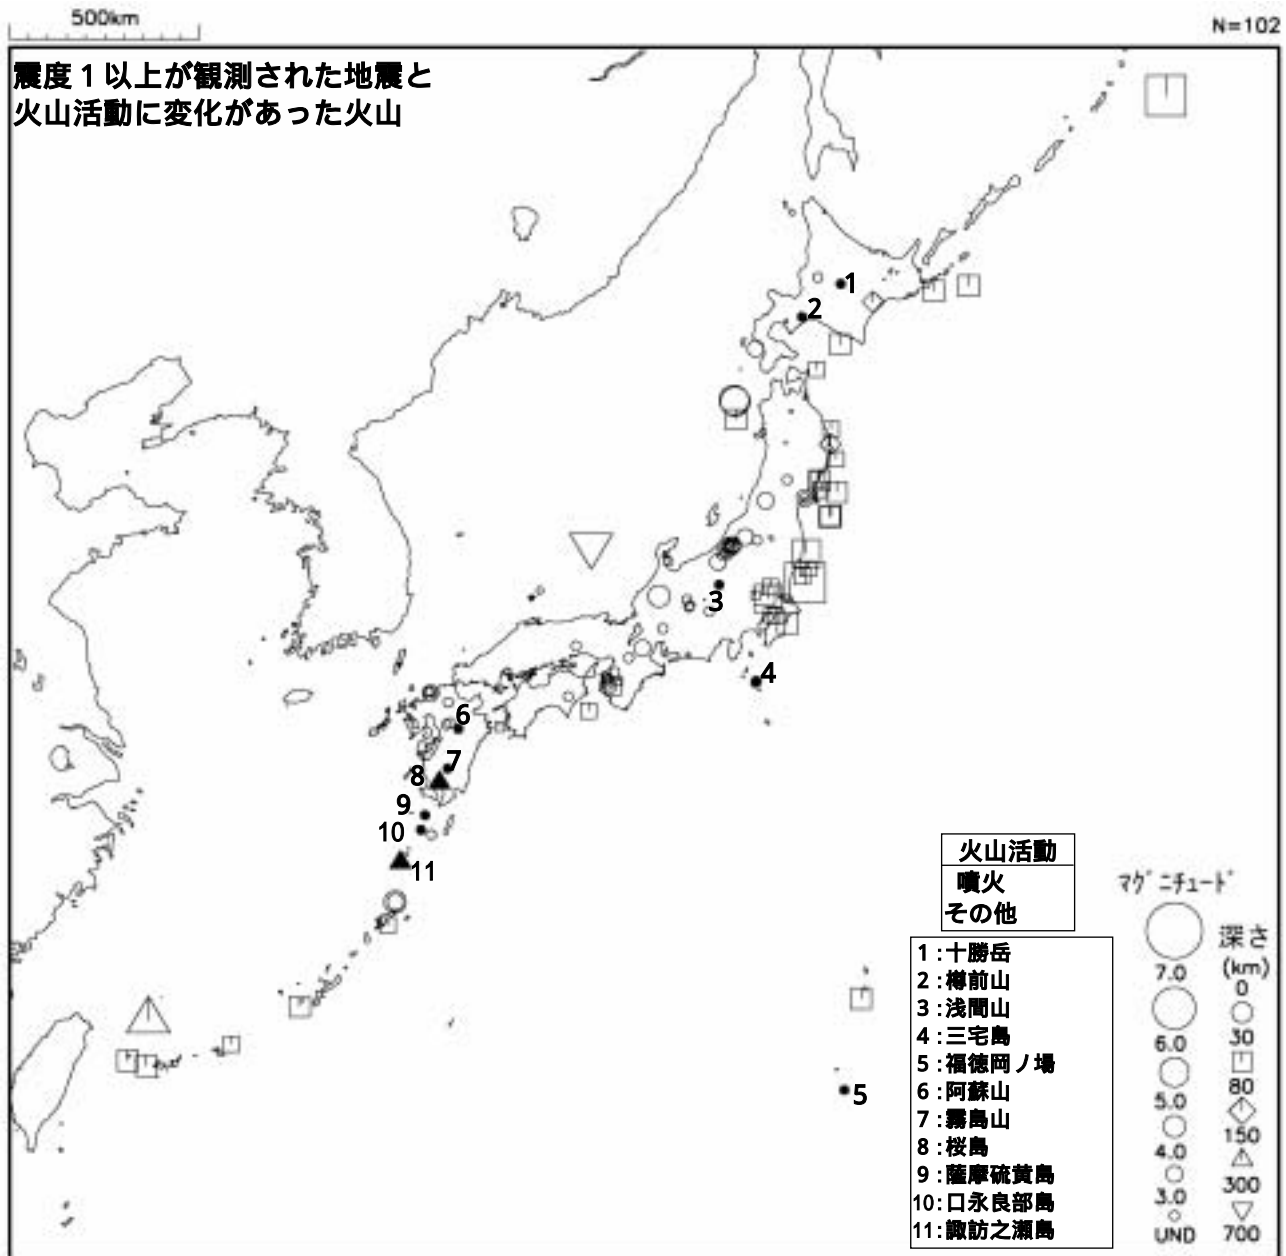 500km
N=102
震度１以上が観測された地震と
火山活動に変化があった火山
1
2
3
4
6
7
8
9
10
11
5
火山活動
噴火
その他
1：十勝岳
2：樽前山
3：浅間山
4：三宅島
5：福徳岡ノ場
6：阿蘇山
7：霧島山
8：桜島
9：薩摩硫黄島
10：口永良部島
11：諏訪之瀬島
ﾏｸﾞﾆﾁｭｰﾄﾞ
7.0
6.0
5.0
4.0
3.0
UND
深さ
(km)
0
30
80
150
300
700